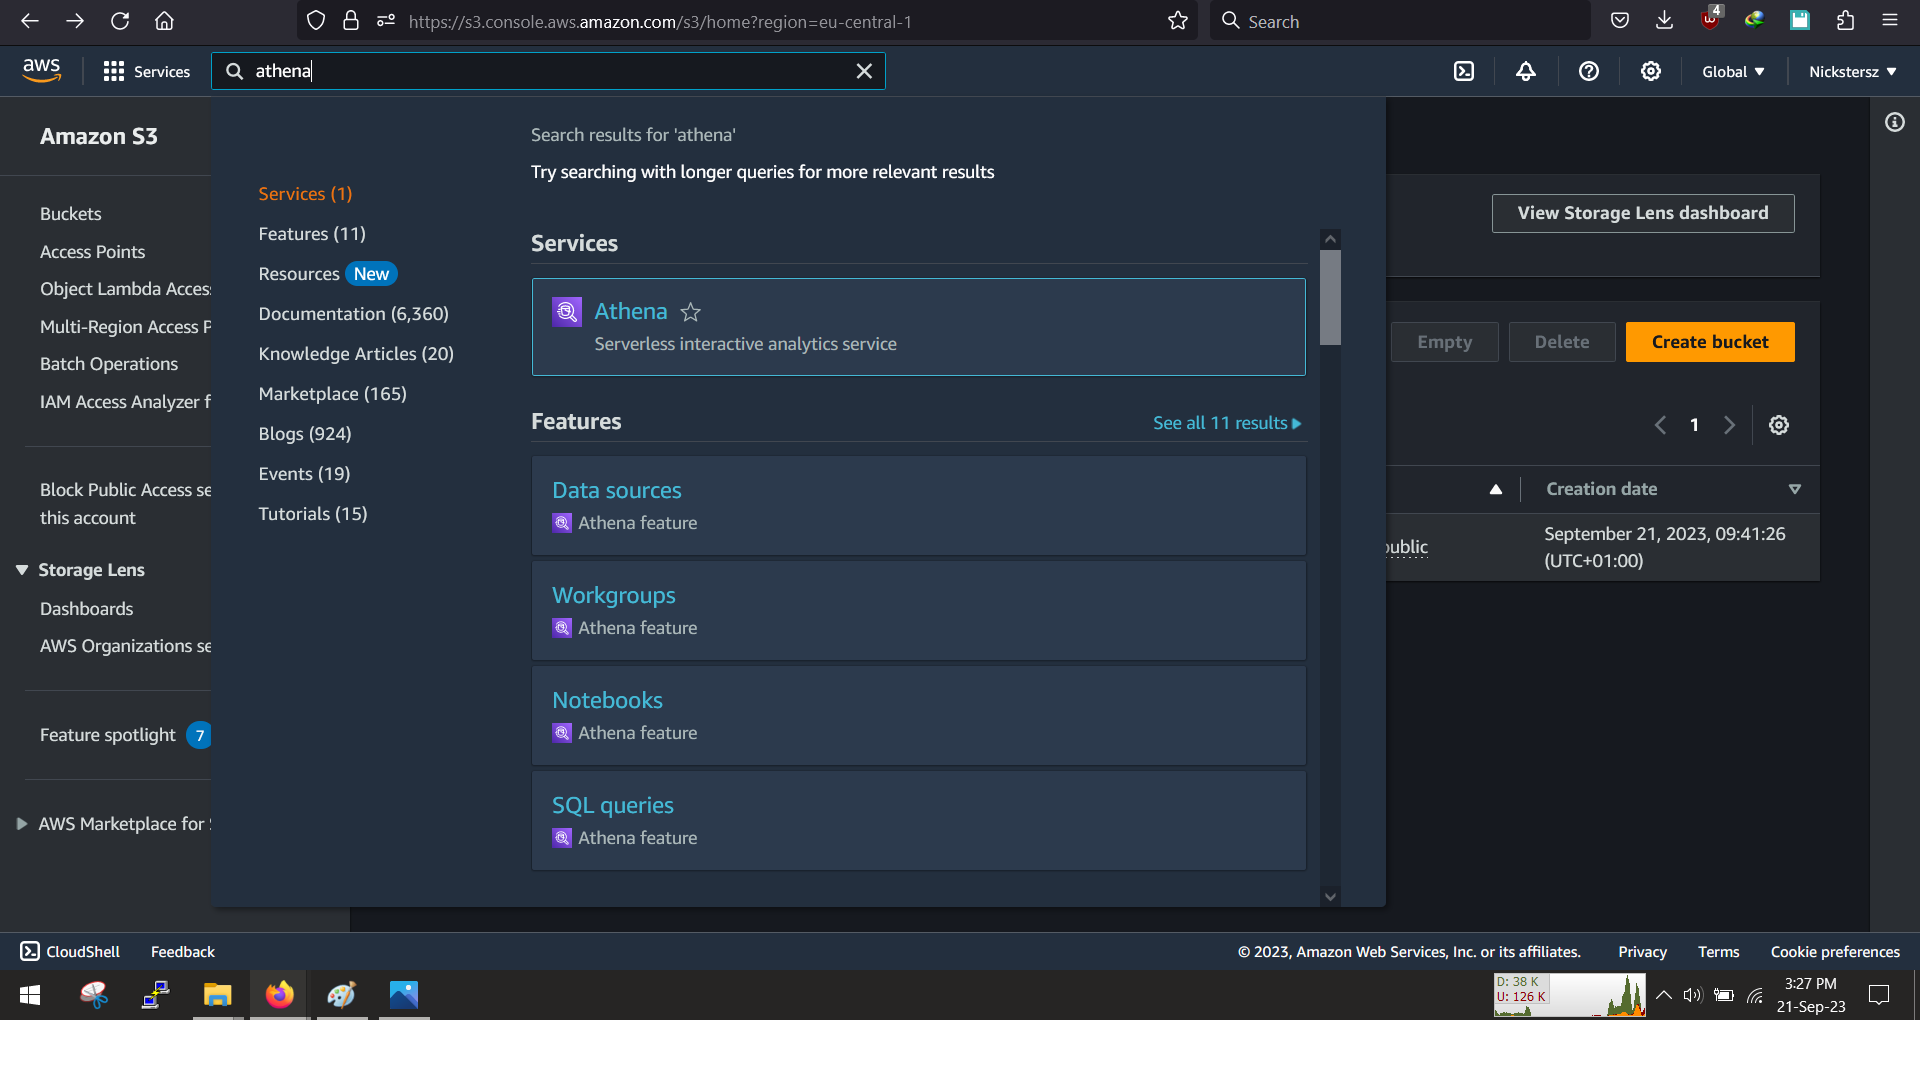 https://s3.console.aws.amazon.com/s3/home?region=eu-central-1
Search
4
aws
Services
athena
Global
Nickstersz
Amazon S3
Buckets
Access Points
Object Lambda Acces
Multi-Region Access P
Batch Operations
IAM Access Analyzer f
Block Public Access se
this account
Storage Lens
Dashboards
AWS Organizations se
Feature spotlight 7
AWS Marketplace for S
Services (1)
Features (11)
Resources New
Documentation (6,360)
Knowledge Articles (20)
Marketplace (165)
Blogs (924)
Events (19)
Tutorials (15)
Search results for 'athena'
Try searching with longer queries for more relevant results
Services
Athena
Serverless interactive analytics service
Features
See all 11 results
Data sources
Athena feature
Workgroups
Athena feature
Notebooks
Athena feature
SQL queries
Athena feature
View Storage Lens dashboard
Empty
Delete
Create bucket
1
Creation date
public
September 21, 2023, 09:41:26
(UTC+01:00)
CloudShell
Feedback
© 2023, Amazon Web Services, Inc. or its affiliates.
Privacy
Terms
Cookie preferences
D: 38 K
U: 126 K
3:27 PM
21-Sep-23